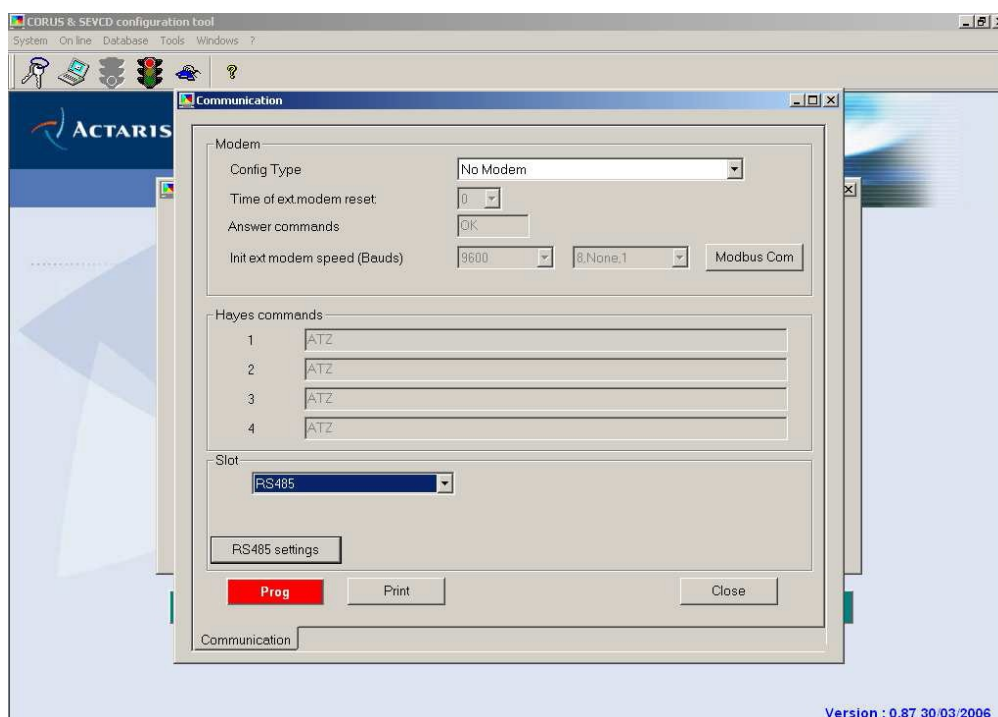 CORUS & SEVCD configuration tool
System On line Database Tools Windows ?
ACTARIS
Communication
Modem
Config Type No Modem
Time of ext.modem reset: 0
Answer commands OK
Init ext modem speed (Bauds) 9600 8,None,1 Modbus Com
Hayes commands
1 ATZ
2 ATZ
3 ATZ
4 ATZ
Slot
RS485
RS485 settings
Prog Print Close
Communication
Version : 0.87 30/03/2006